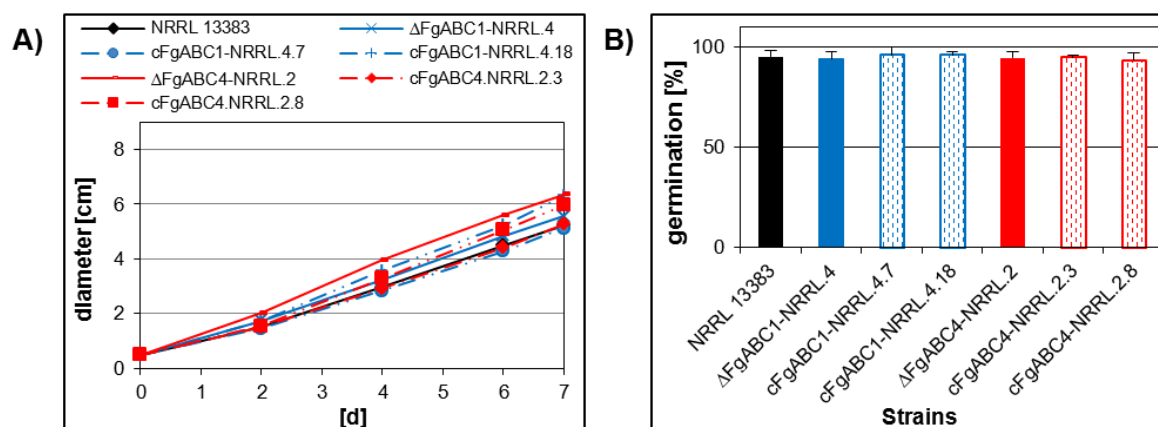 A)
NRRL 13383
ΔFgABC1-NRRL.4
cFgABC1-NRRL.4.7
cFgABC1-NRRL.4.18
ΔFgABC4-NRRL.2
cFgABC4.NRRL.2.3
cFgABC4.NRRL.2.8
diameter [cm]
8
6
4
2
0
0 1 2 3 4 5 6 7
[d]
B)
germination [%]
100
50
0
NRRL 13383
ΔFgABC1-NRRL.4
cFgABC1-NRRL.4.7
cFgABC1-NRRL.4.18
ΔFgABC4-NRRL.2
cFgABC4-NRRL.2.3
cFgABC4-NRRL.2.8
Strains